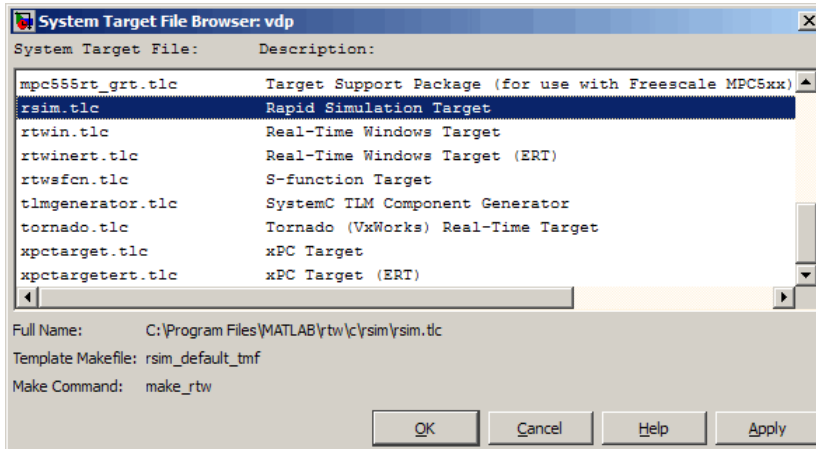 System Target File Browser: vdp
System Target File: Description:
mpc555rt_grt.tlc Target Support Package (for use with Freescale MPC5xx)
rsim.tlc Rapid Simulation Target
rtwin.tlc Real-Time Windows Target
rtwinert.tlc Real-Time Windows Target (ERT)
rtwsfcn.tlc S-function Target
tlmgenerator.tlc SystemC TLM Component Generator
tornado.tlc Tornado (VxWorks) Real-Time Target
xpctarget.tlc xPC Target
xpctargetert.tlc xPC Target (ERT)
Full Name: C:\Program Files\MATLAB\rtw\c\rsim\rsim.tlc
Template Makefile: rsim_default_tmf
Make Command: make_rtw
OK Cancel Help Apply